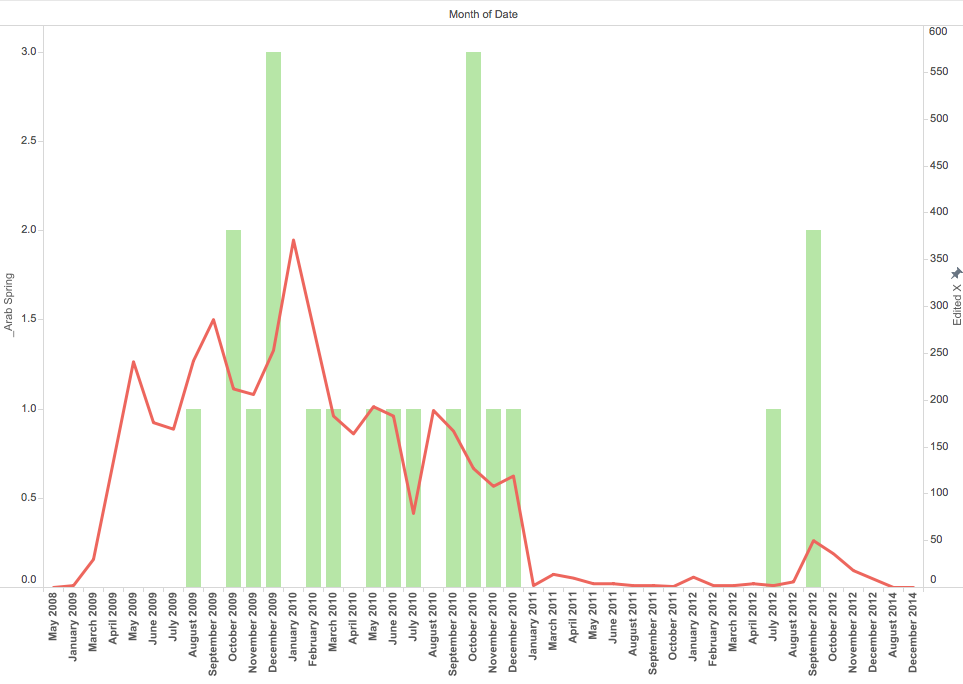 Month of Date
3.0
2.5
2.0
1.5
1.0
0.5
0.0
_Arab Spring
600
550
500
450
400
350
300
250
200
150
100
50
0
Edited X
May 2008
January 2009
March 2009
April 2009
May 2009
June 2009
July 2009
August 2009
September 2009
October 2009
November 2009
December 2009
January 2010
February 2010
March 2010
April 2010
May 2010
June 2010
July 2010
August 2010
September 2010
October 2010
November 2010
December 2010
January 2011
March 2011
April 2011
May 2011
June 2011
August 2011
September 2011
October 2011
January 2012
February 2012
March 2012
April 2012
July 2012
August 2012
September 2012
October 2012
November 2012
December 2012
August 2014
December 2014